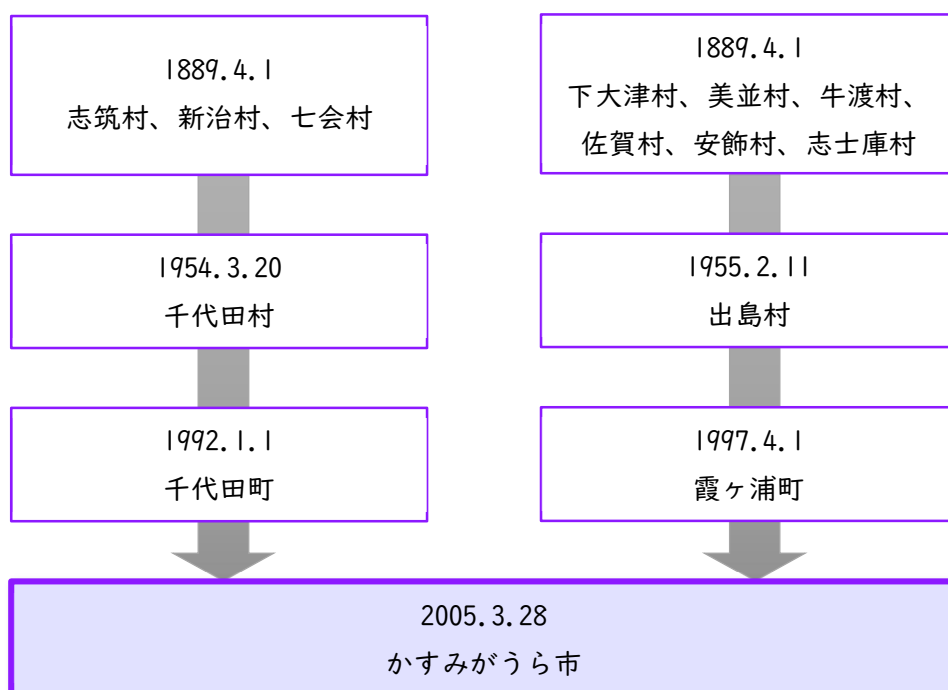 1889.4.1
志筑村、新治村、七会村
1889.4.1
下大津村、美並村、牛渡村、
佐賀村、安飾村、志士庫村
1954.3.20
千代田村
1955.2.11
出島村
1992.1.1
千代田町
1997.4.1
霞ヶ浦町
2005.3.28
かすみがうら市